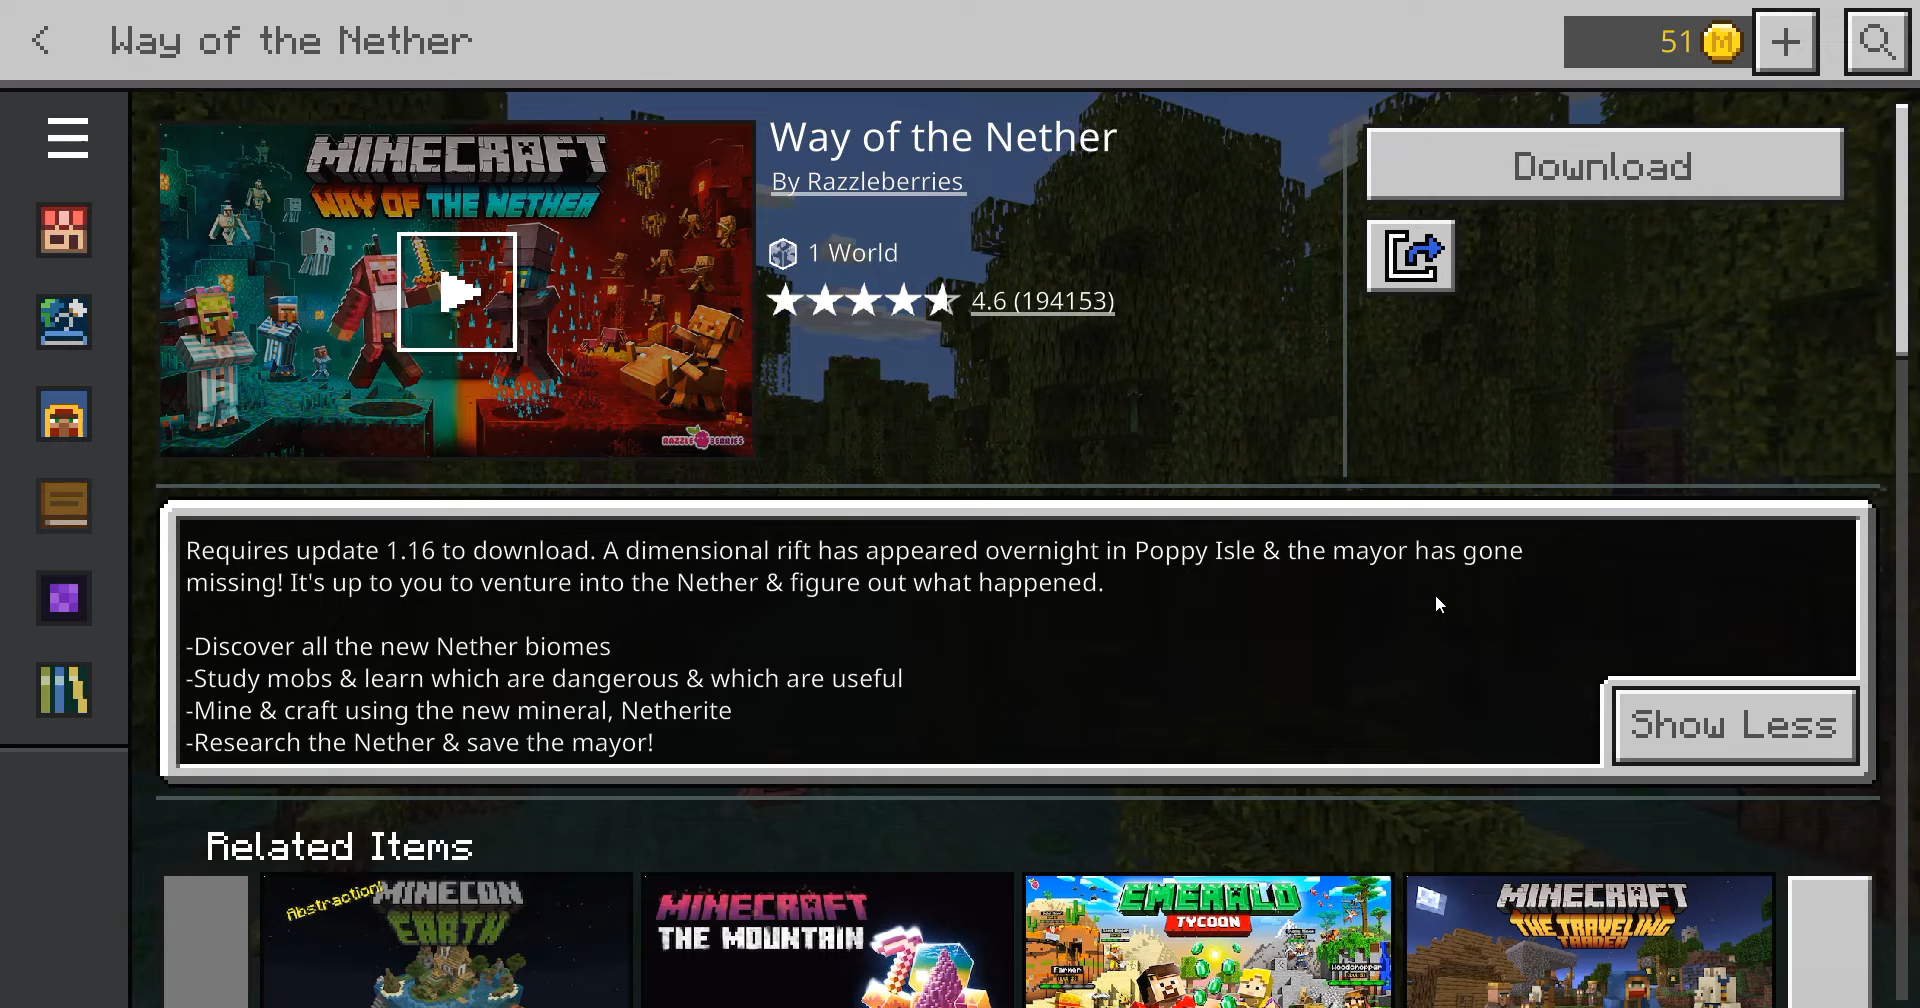 Way of the Nether
51
MINECRAFT
WAY OF THE NETHER
RAZZLEBERRIES
Way of the Nether
By Razzleberries
1 World
4.6 (194153)
Download
Requires update 1.16 to download. A dimensional rift has appeared overnight in Poppy Isle & the mayor has gone
missing! It's up to you to venture into the Nether & figure out what happened.
-Discover all the new Nether biomes
-Study mobs & learn which are dangerous & which are useful
-Mine & craft using the new mineral, Netherite
-Research the Nether & save the mayor!
Show Less
Related Items
Abstraction!
MINECON
EARTH
MINECRAFT
THE MOUNTAIN
EMERALD
TYCOON
Farmer
Woodchopper
MINECRAFT
THE TRAVELING
TRADER